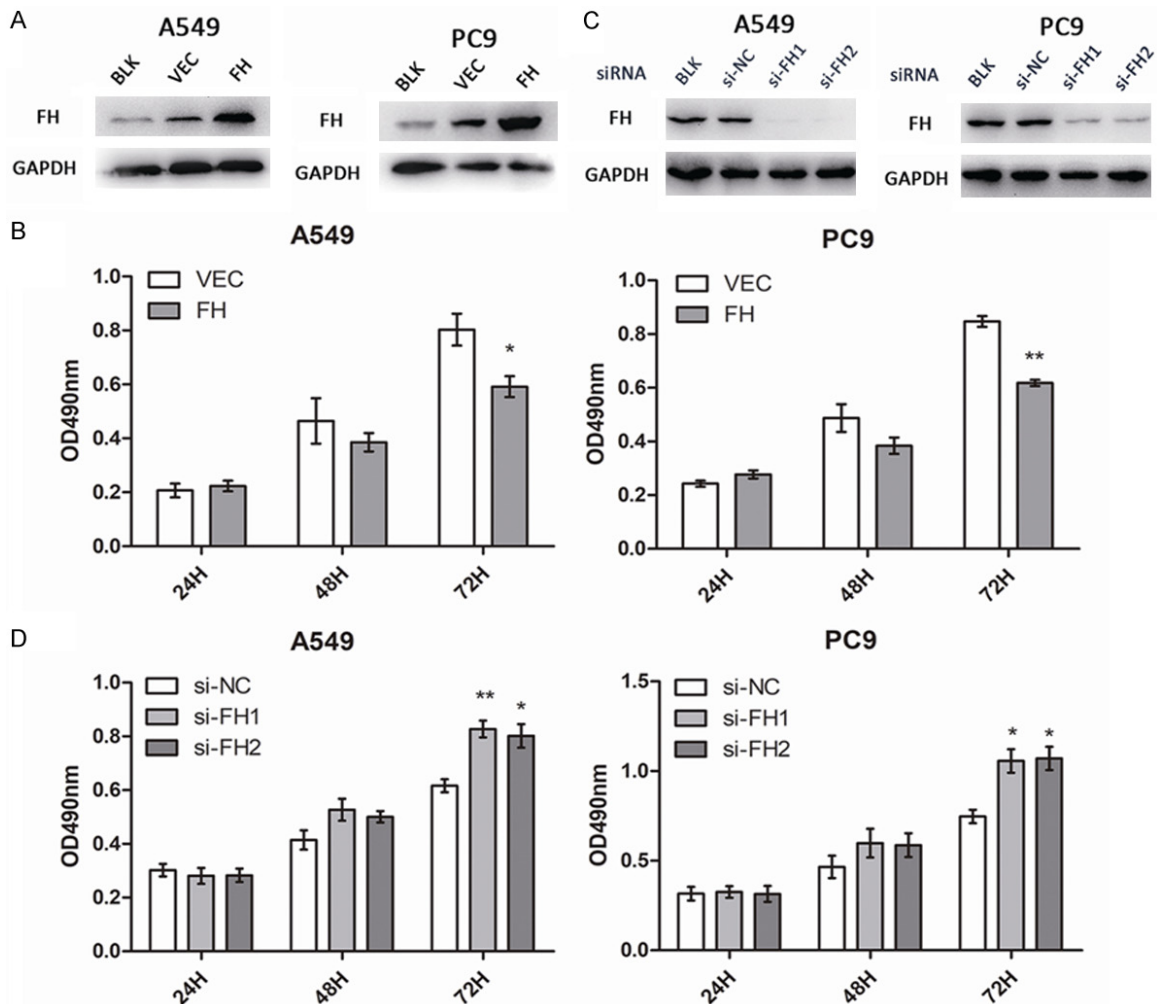 A
A549
BLK
VEC
FH
FH
GAPDH
PC9
BLK
VEC
FH
FH
GAPDH
C
A549
siRNA
BLK
si-NC
si-FH1
si-FH2
FH
GAPDH
PC9
siRNA
BLK
si-NC
si-FH1
si-FH2
FH
GAPDH
B
A549
VEC
FH
OD490nm
1.0
0.8
0.6
0.4
0.2
0.0
*
24H
48H
72H
PC9
VEC
FH
OD490nm
1.0
0.8
0.6
0.4
0.2
0.0
**
24H
48H
72H
D
A549
si-NC
si-FH1
si-FH2
OD490nm
1.0
0.8
0.6
0.4
0.2
0.0
**
*
24H
48H
72H
PC9
si-NC
si-FH1
si-FH2
OD490nm
1.5
1.0
0.5
0.0
*
*
24H
48H
72H